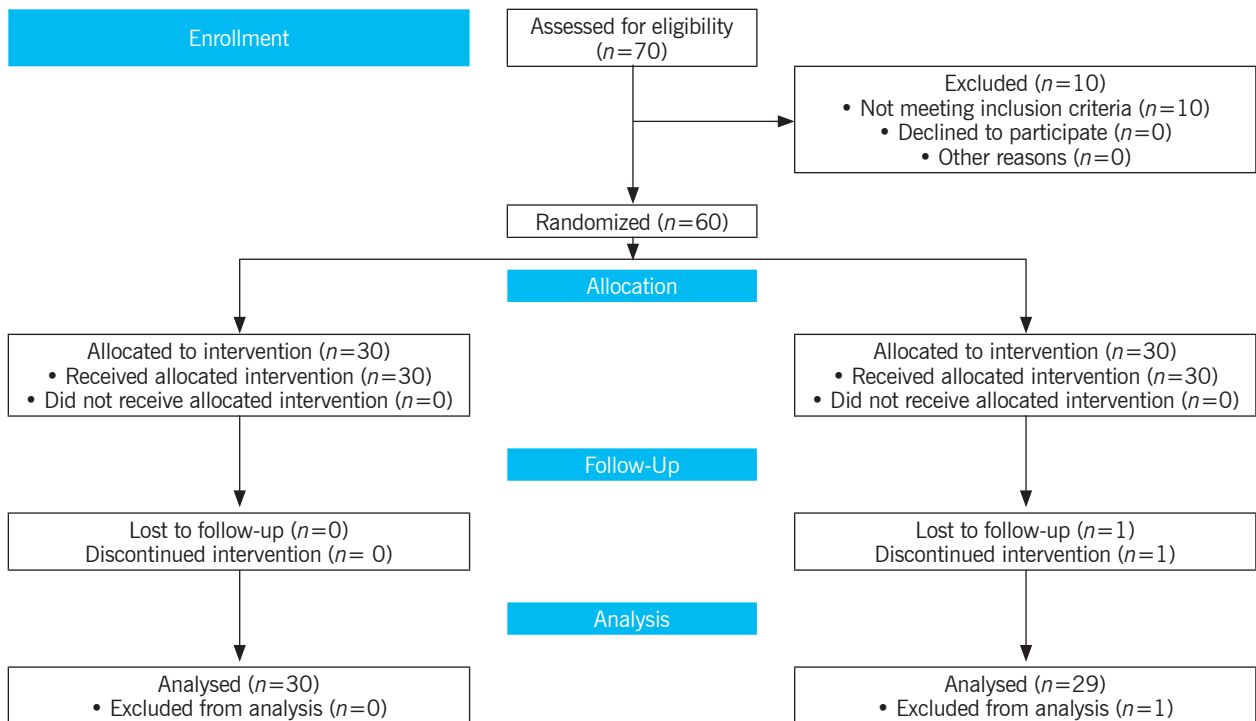 Enrollment
Assessed for eligibility
(n=70)
Excluded (n=10)
• Not meeting inclusion criteria (n=10)
• Declined to participate (n=0)
• Other reasons (n=0)
Randomized (n=60)
Allocation
Allocated to intervention (n=30)
• Received allocated intervention (n=30)
• Did not receive allocated intervention (n=0)
Allocated to intervention (n=30)
• Received allocated intervention (n=30)
• Did not receive allocated intervention (n=0)
Follow-Up
Lost to follow-up (n=0)
Discontinued intervention (n= 0)
Lost to follow-up (n=1)
Discontinued intervention (n=1)
Analysis
Analysed (n=30)
• Excluded from analysis (n=0)
Analysed (n=29)
• Excluded from analysis (n=1)